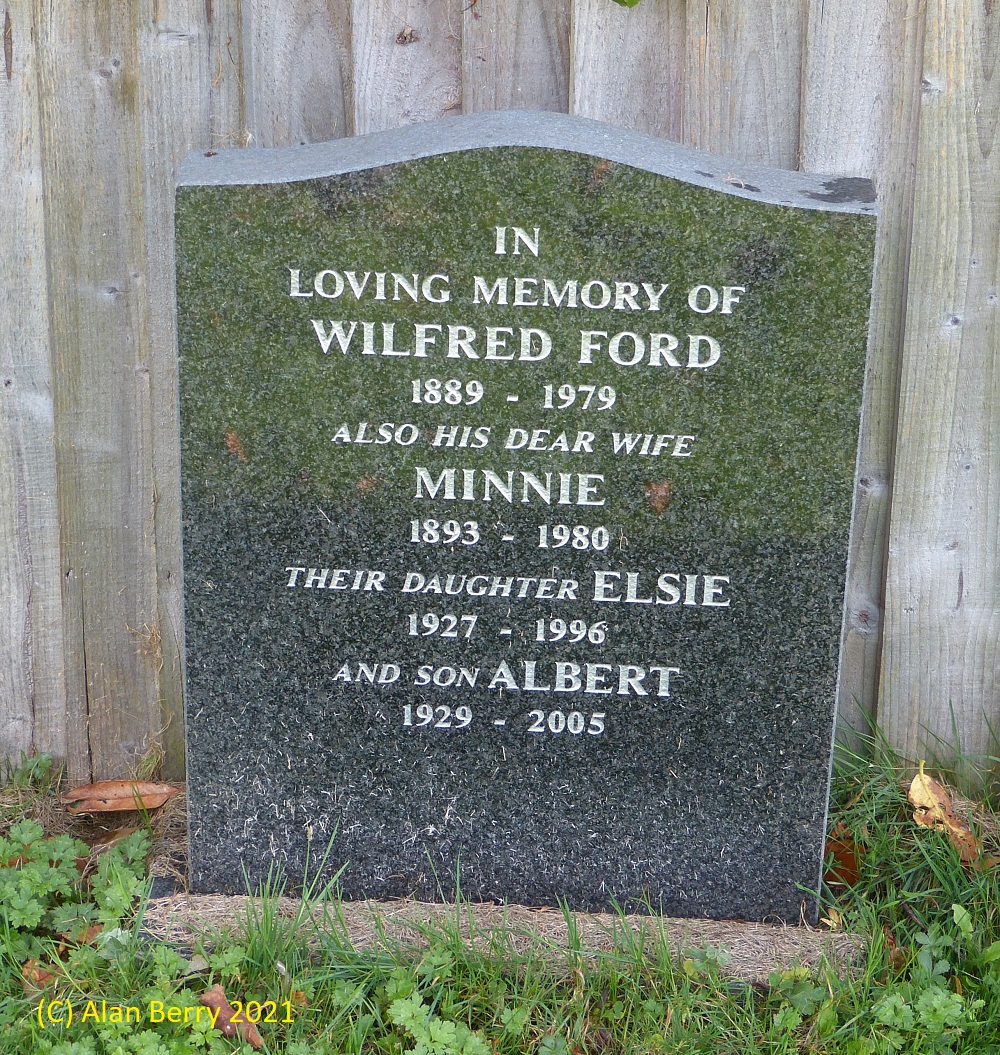 IN
LOVING MEMORY OF
WILFRED FORD
1889 - 1979
ALSO HIS DEAR WIFE
MINNIE
1893 - 1980
THEIR DAUGHTER ELSIE
1927 - 1996
AND SON ALBERT
1929 - 2005
(C) Alan Berry 2021